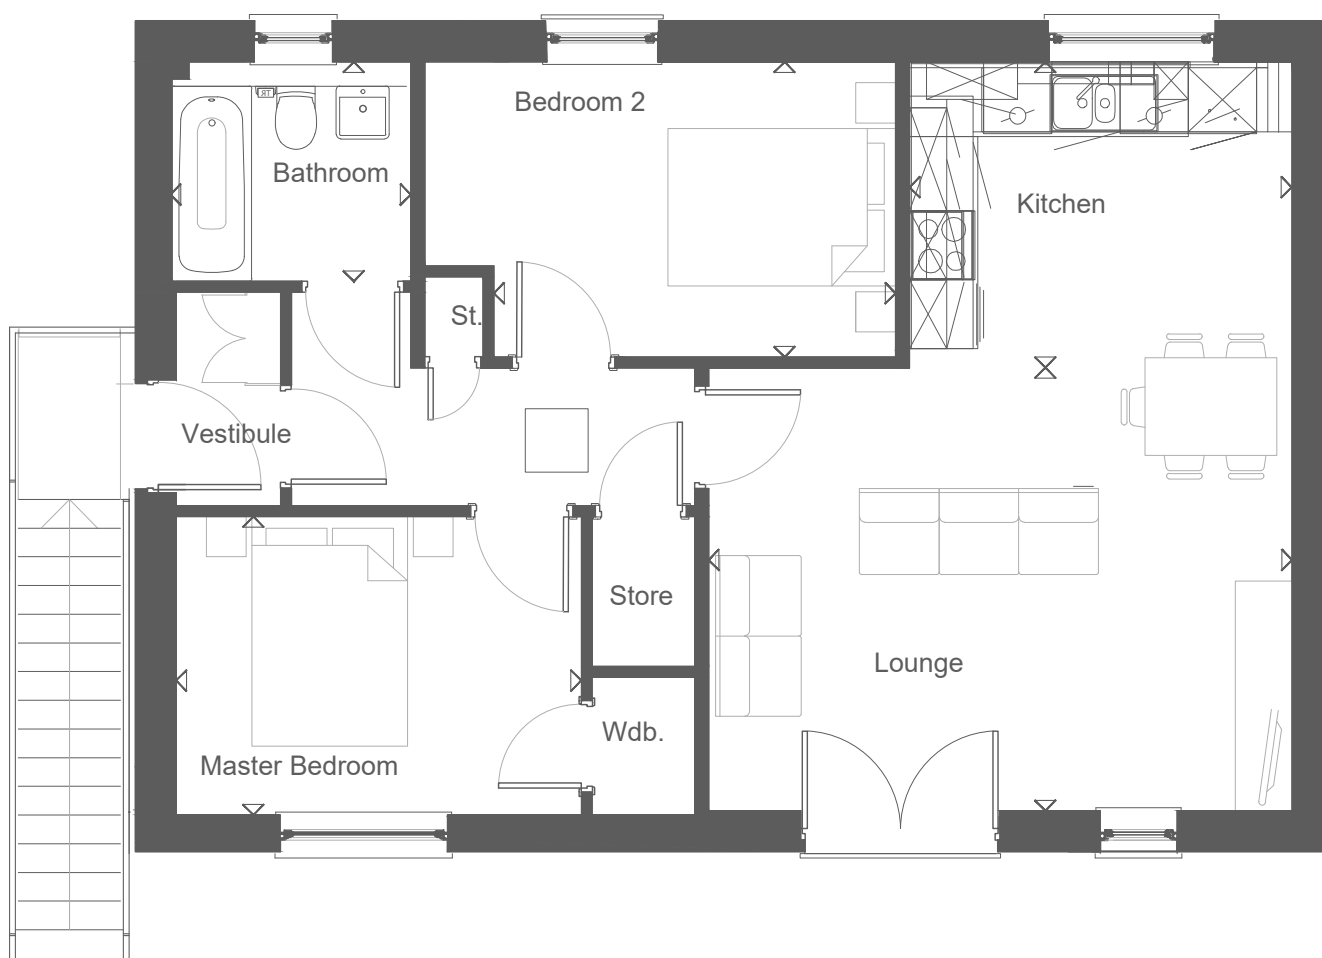 Bedroom 2
Bathroom
Kitchen
St.
Vestibule
Store
Lounge
Wdb.
Master Bedroom